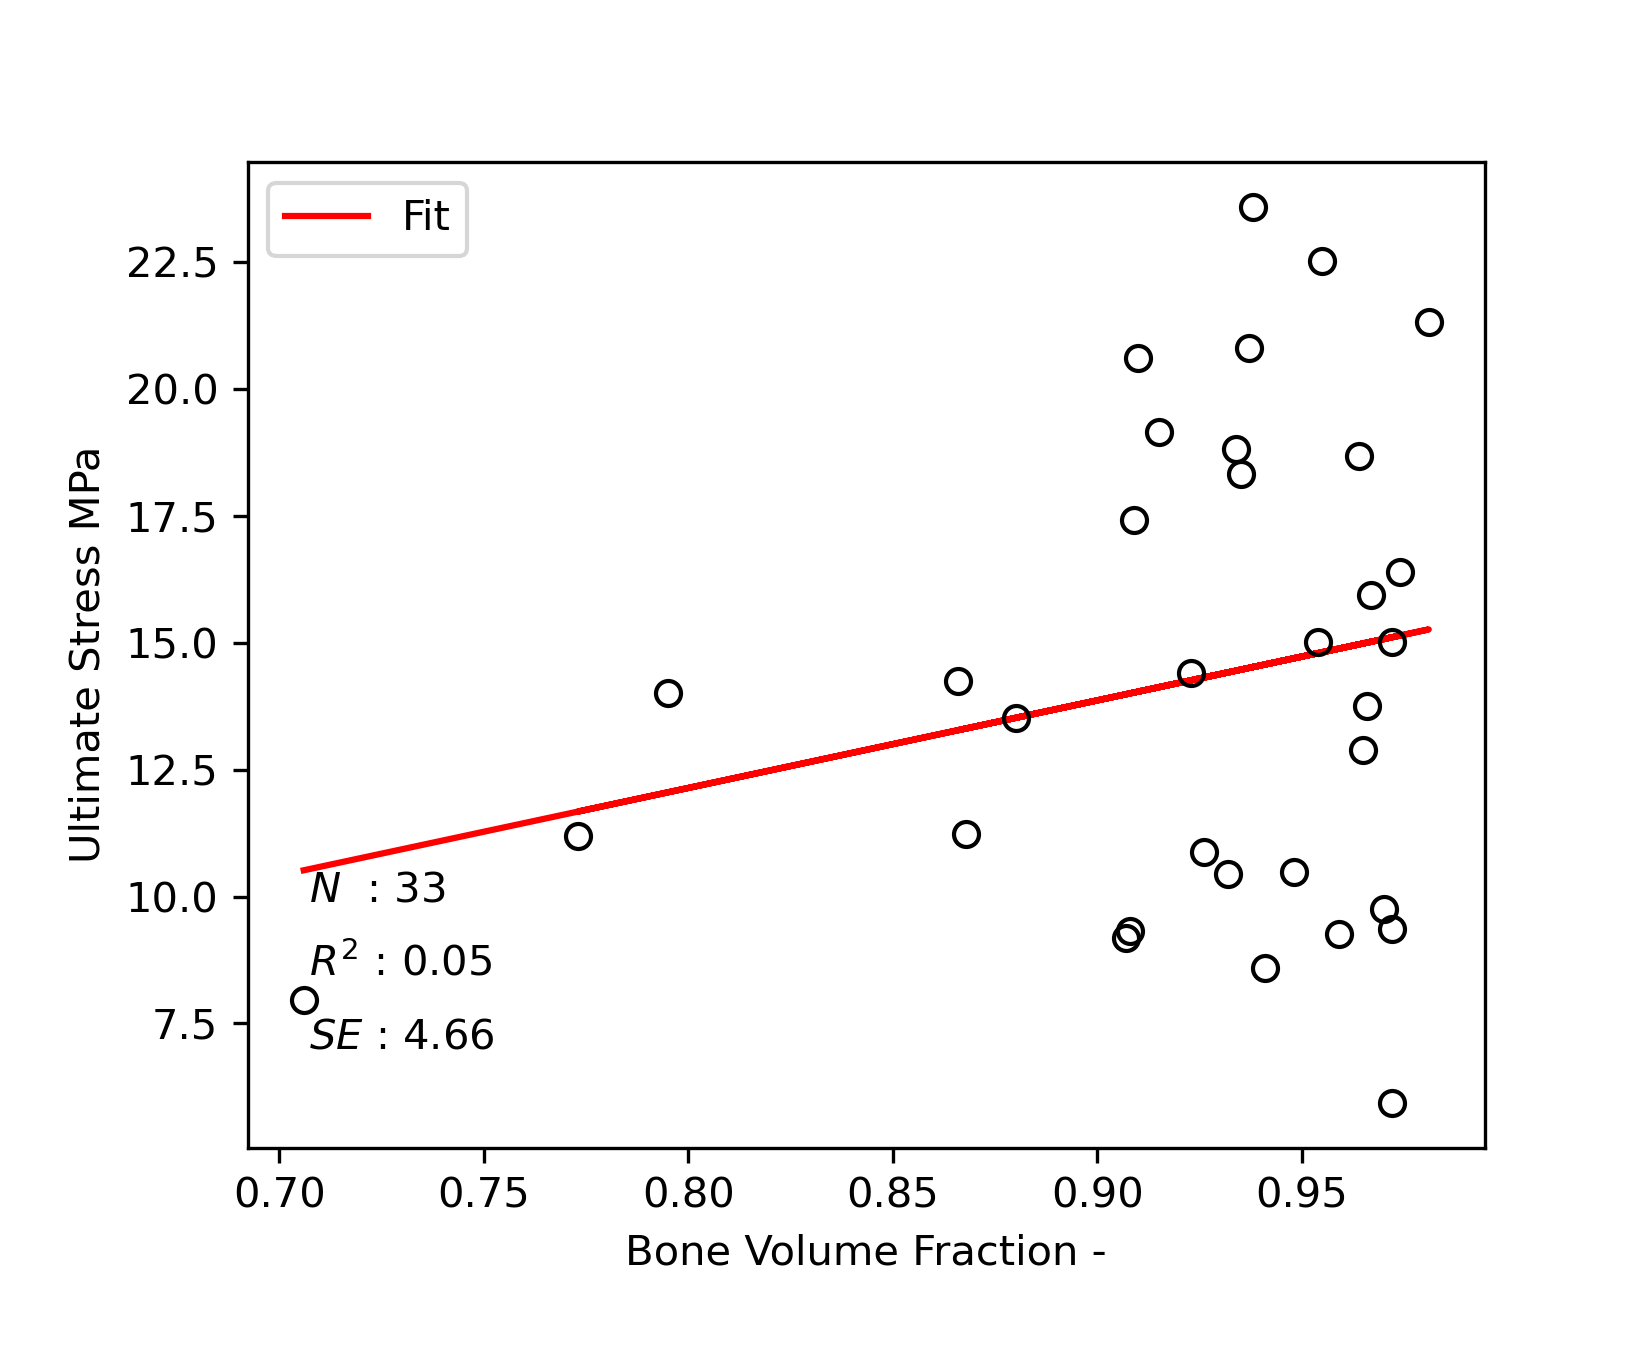 Fit
22.5
20.0
17.5
15.0
12.5
10.0
7.5
Ultimate Stress MPa
N : 33
R² : 0.05
SE : 4.66
0.70 0.75 0.80 0.85 0.90 0.95
Bone Volume Fraction -